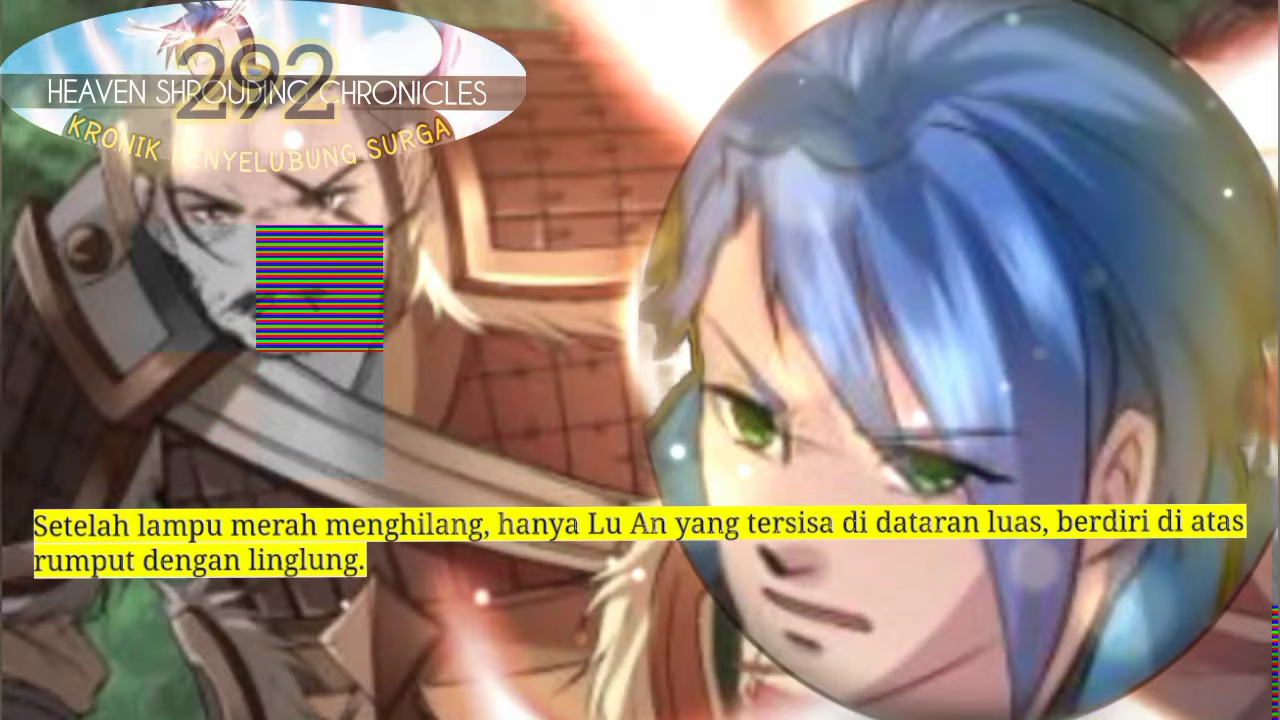 292
HEAVEN SHROUDING CHRONICLES
KRONIK PENYELUBUNG SURGA
Setelah lampu merah menghilang, hanya Lu An yang tersisa di dataran luas, berdiri di atas
rumput dengan linglung.